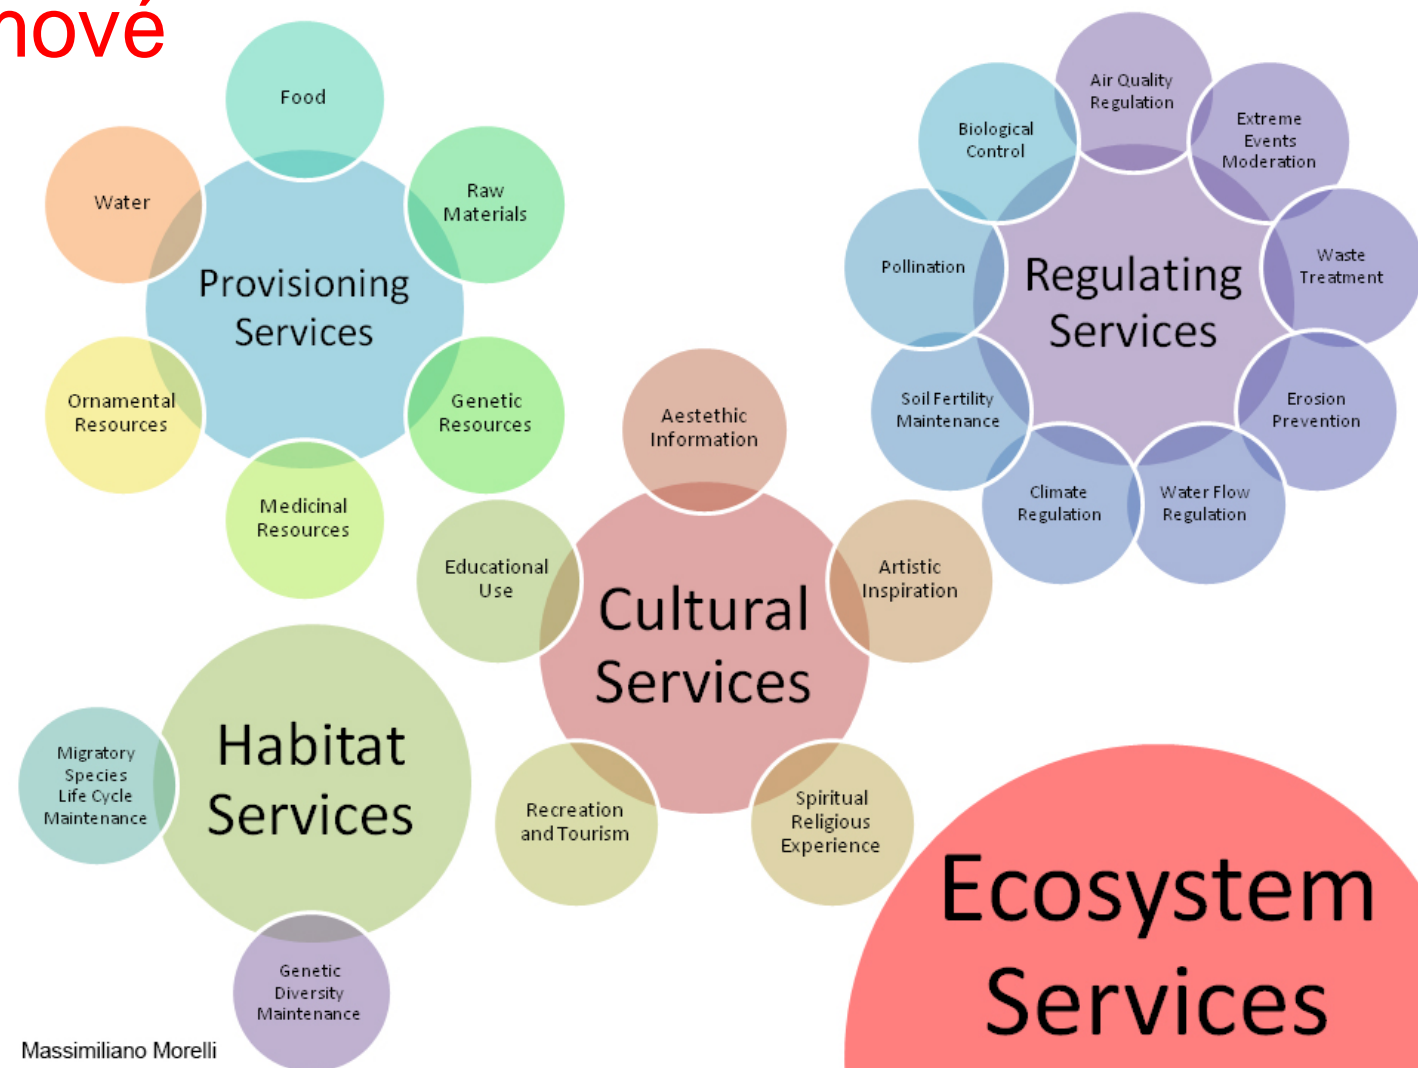 nové
Food
Water
Raw
Materials
Provisioning
Services
Ornamental
Resources
Genetic
Resources
Medicinal
Resources
Air Quality
Regulation
Biological
Control
Extreme
Events
Moderation
Pollination
Waste
Treatment
Regulating
Services
Soil Fertility
Maintenance
Erosion
Prevention
Climate
Regulation
Water Flow
Regulation
Aestethic
Information
Educational
Use
Artistic
Inspiration
Cultural
Services
Recreation
and Tourism
Spiritual
Religious
Experience
Habitat
Services
Migratory
Species
Life Cycle
Maintenance
Genetic
Diversity
Maintenance
Ecosystem
Services
Massimiliano Morelli